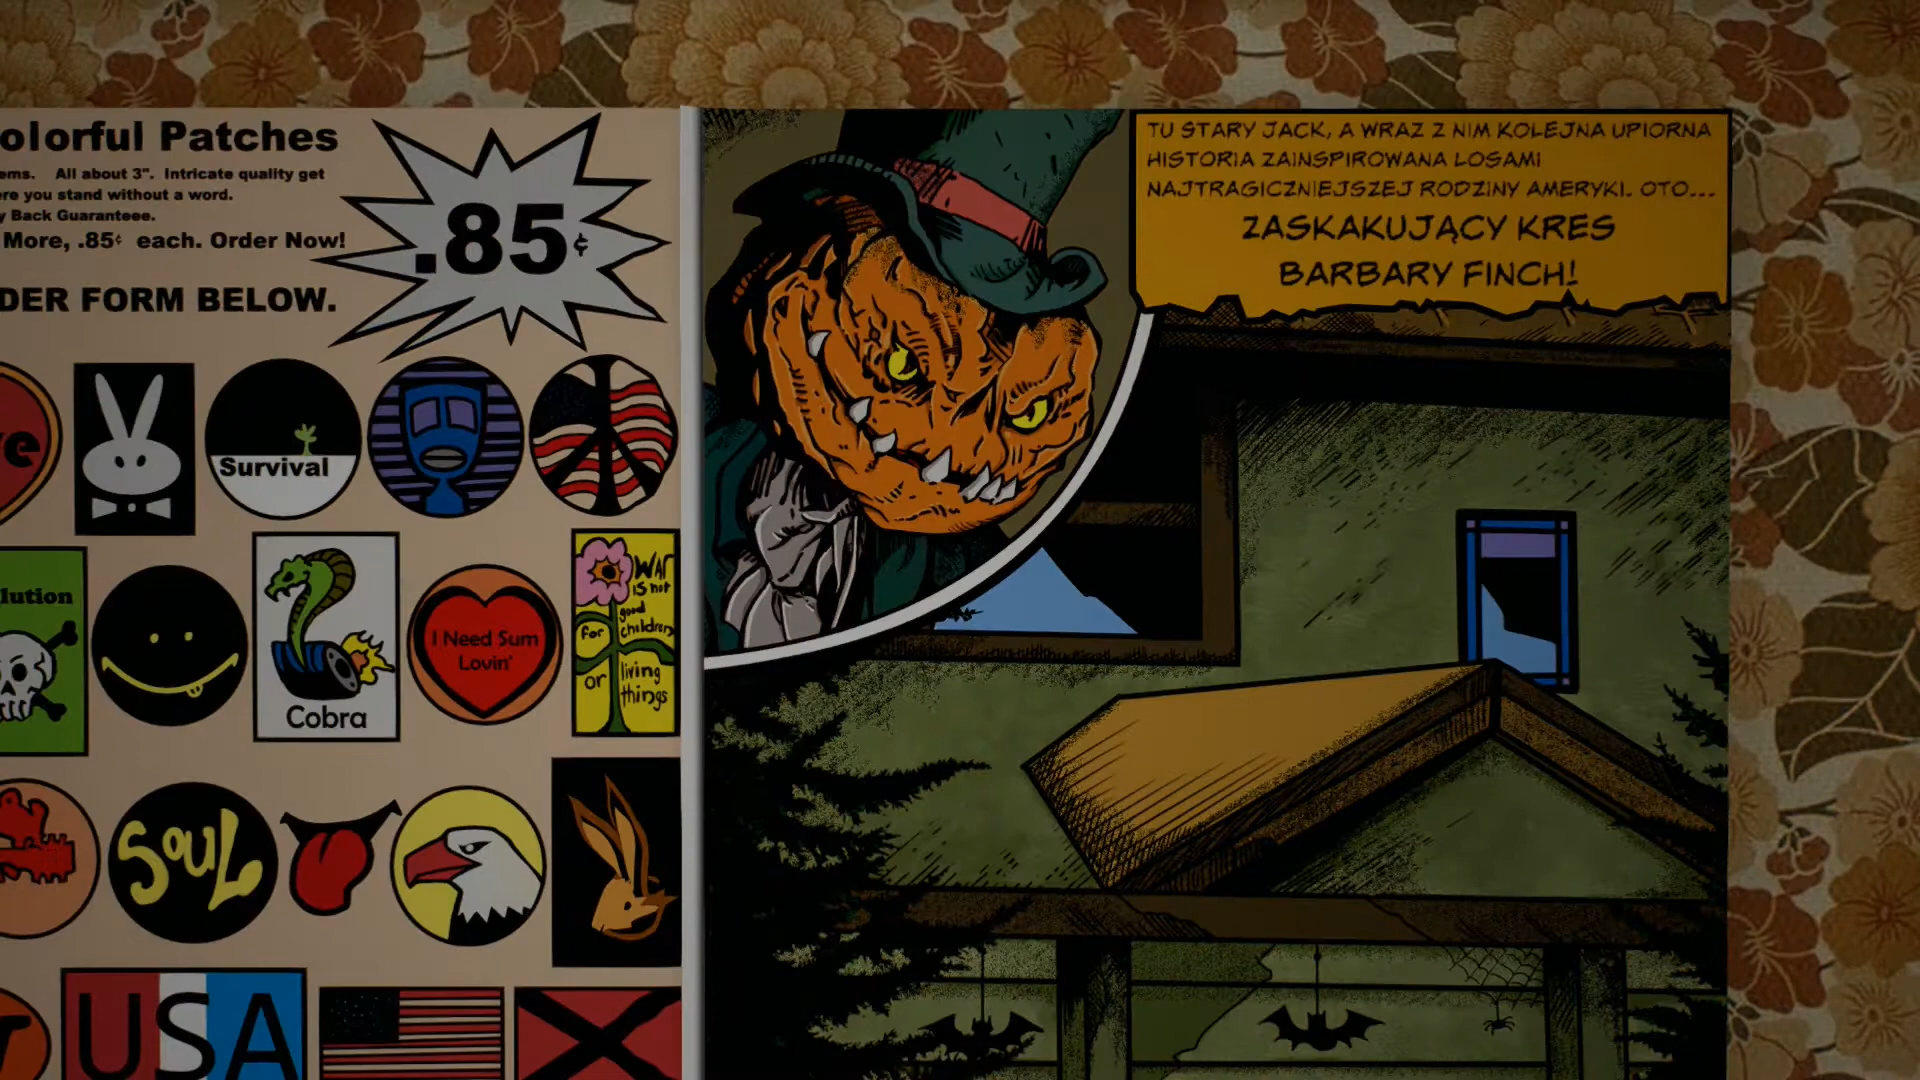 olorful Patches
ems. All about 3". Intricate quality get
ere you stand without a word.
y Back Guaranteee.
More, .85¢ each. Order Now!
DER FORM BELOW.
.85¢
TU STARY JACK, A WRAZ Z NIM KOLEJNA UPIORNA
HISTORIA ZAINSPIROWANA LOSAMI
NAJTRAGICZNIEJSZEJ RODZINY AMERYKI. OTO...
ZASKAKUJĄCY KRES
BARBARY FINCH!
ve
Survival
lution
Cobra
I Need Sum
Lovin'
War
is not
good
for children
or living
things
SOUL
USA